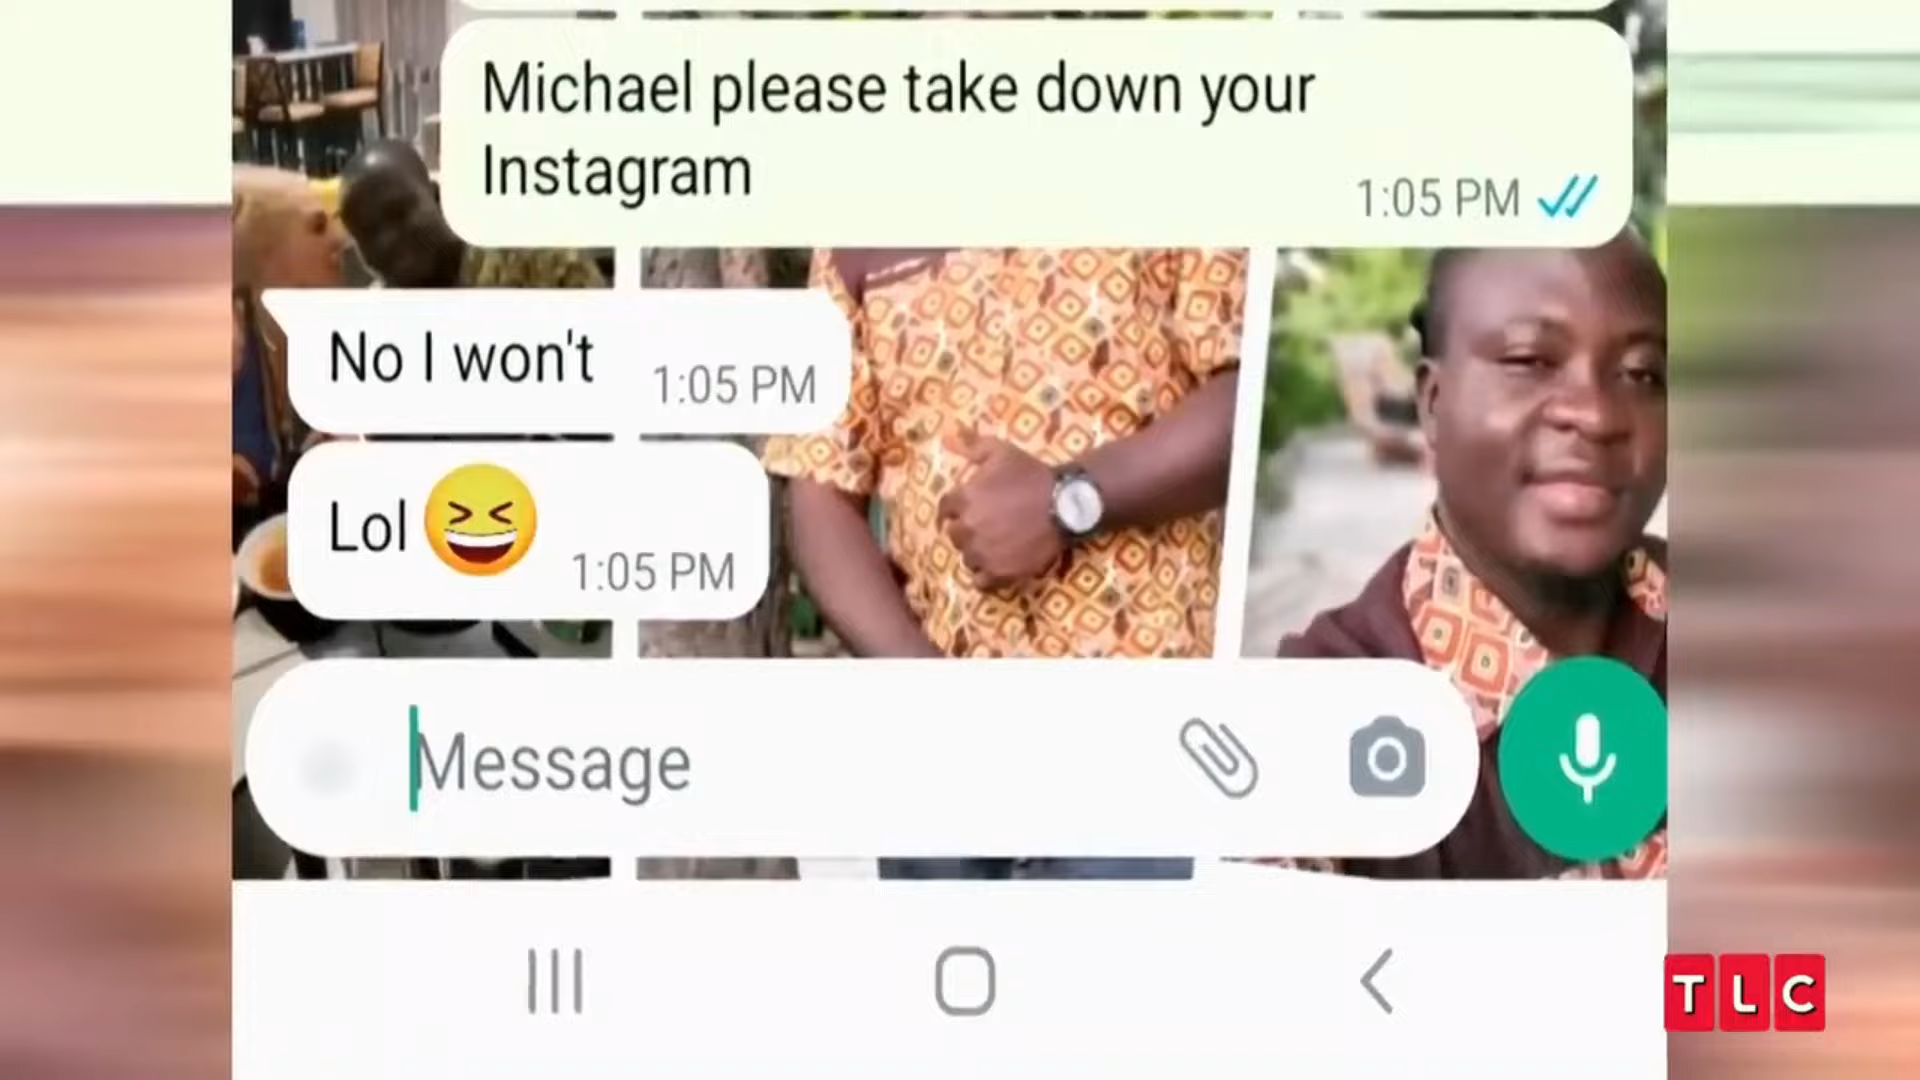 Michael please take down your
Instagram
1:05 PM
No I won't
1:05 PM
Lol
1:05 PM
Message
TLC